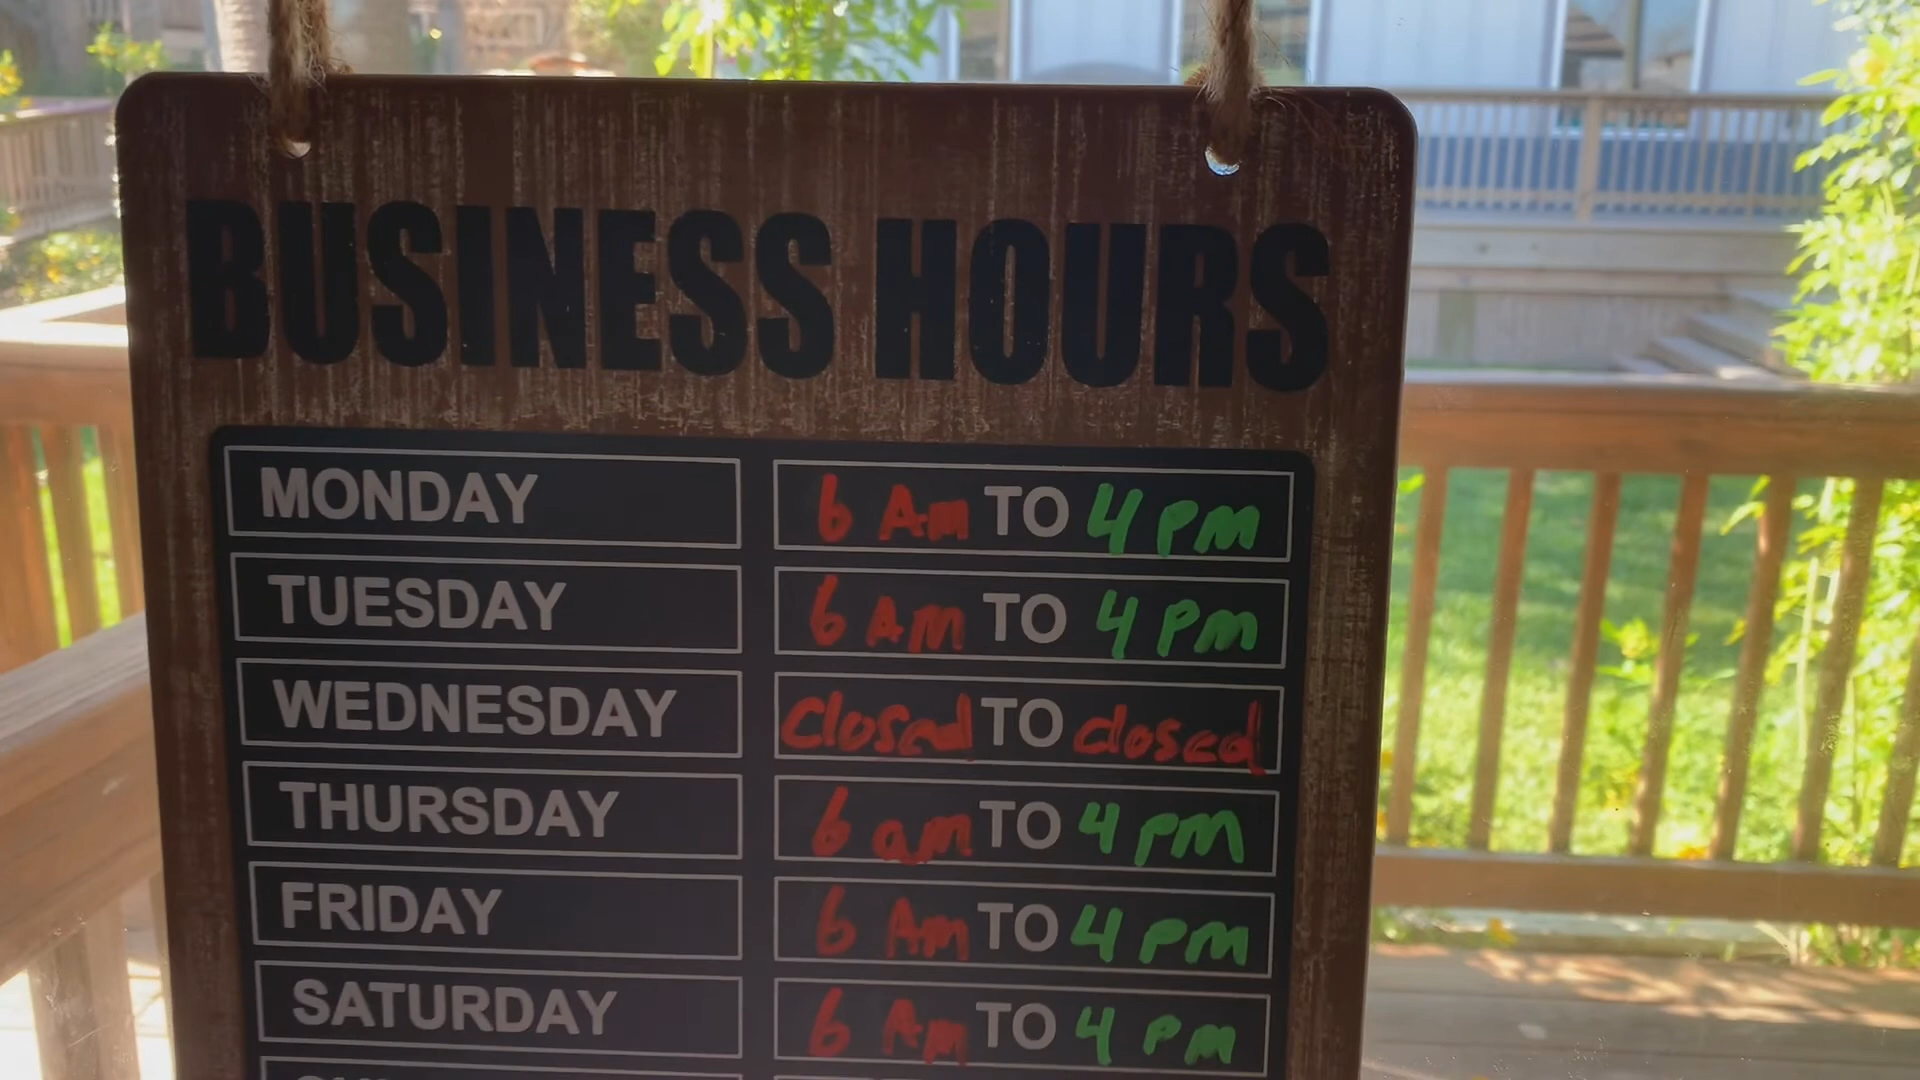 BUSINESS HOURS
MONDAY 6 Am TO 4 PM
TUESDAY 6 Am TO 4 PM
WEDNESDAY closed TO closed
THURSDAY 6 am TO 4 PM
FRIDAY 6 Am TO 4 PM
SATURDAY 6 Am TO 4 PM